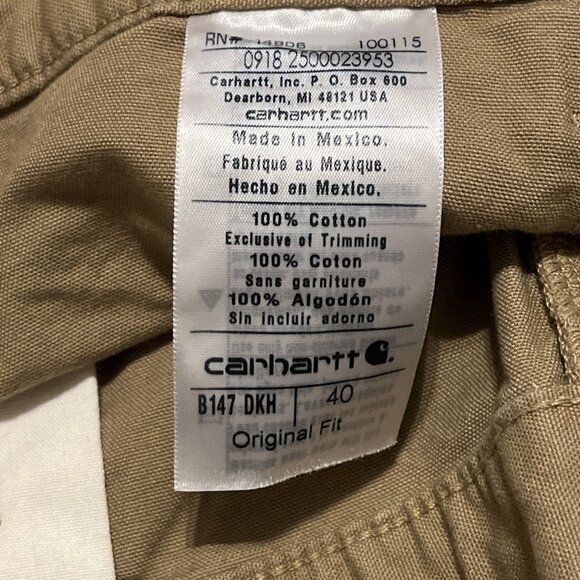 RN# 14806 100115
0918 2500023953
Carhartt, Inc. P. O. Box 600
Dearborn, MI 48121 USA
carhartt.com
Made in Mexico.
Fabriqué au Mexique.
Hecho en Mexico.
100% Cotton
Exclusive of Trimming
100% Coton
Sans garniture
100% Algodón
Sin incluir adorno
carhartt
B147 DKH 40
Original Fit